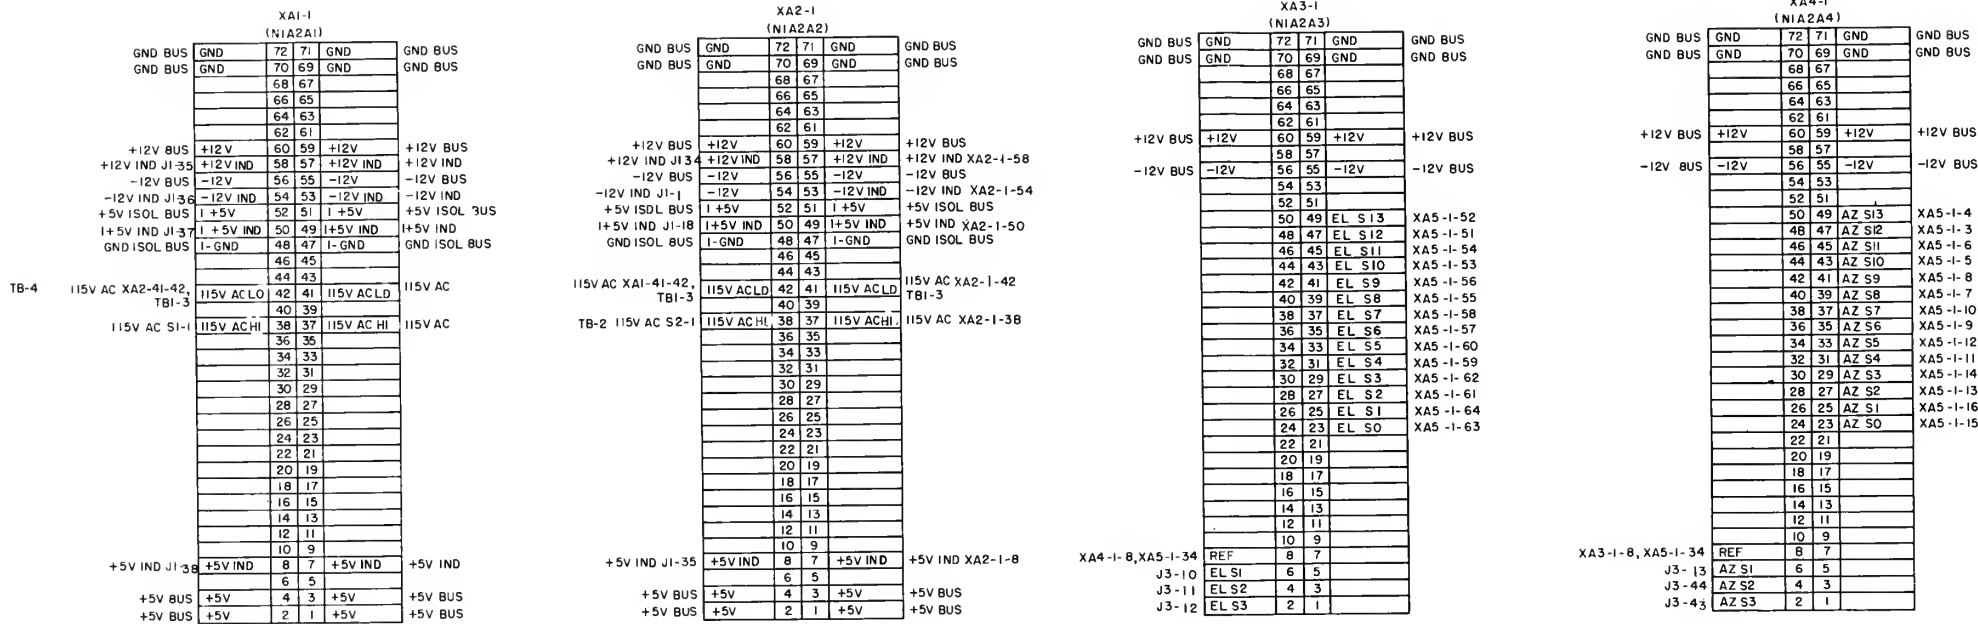 XA1-1
(N1A2A1)
GND BUS GND 72 71 GND GND BUS
GND BUS GND 70 69 GND GND BUS
68 67
66 65
64 63
62 61
+12V BUS +12V 60 59 +12V +12V BUS
+12V IND J1-35 +12V IND 58 57 +12V IND +12V IND
-12V BUS -12V 56 55 -12V -12V BUS
-12V IND J1-36 -12V IND 54 53 -12V IND -12V IND
+5V ISOL BUS I +5V 52 51 I +5V +5V ISOL BUS
I+5V IND J1-37 I +5V IND 50 49 I+5V IND I+5V IND
GND ISOL BUS I-GND 48 47 I-GND GND ISOL BUS
46 45
44 43
TB-4 115V AC XA2-41-42, TB1-3 115V ACLO 42 41 115V ACLD 115V AC
40 39
115V AC S1-1 115V ACHI 38 37 115V AC HI 115V AC
36 35
34 33
32 31
30 29
28 27
26 25
24 23
22 21
20 19
18 17
16 15
14 13
12 11
10 9
+5V IND J1-38 +5V IND 8 7 +5V IND +5V IND
6 5
+5V BUS +5V 4 3 +5V +5V BUS
+5V BUS +5V 2 1 +5V +5V BUS
XA2-1
(N1A2A2)
GND BUS GND 72 71 GND GND BUS
GND BUS GND 70 69 GND GND BUS
68 67
66 65
64 63
62 61
+12V BUS +12V 60 59 +12V +12V BUS
+12V IND J134 +12V IND 58 57 +12V IND +12V IND XA2-1-58
-12V BUS -12V 56 55 -12V -12V BUS
-12V IND J1-1 -12V 54 53 -12V IND -12V IND XA2-1-54
+5V ISOL BUS I +5V 52 51 I +5V +5V ISOL BUS
I+5V IND J1-18 I+5V IND 50 49 I+5V IND +5V IND XA2-1-50
GND ISOL BUS I-GND 48 47 I-GND GND ISOL BUS
46 45
44 43
115V AC XA1-41-42, TB1-3 115V ACLD 42 41 115V ACLD 115V AC XA2-1-42 TB1-3
40 39
TB-2 115V AC S2-1 115V ACHI 38 37 115V ACHI 115V AC XA2-1-38
36 35
34 33
32 31
30 29
28 27
26 25
24 23
22 21
20 19
18 17
16 15
14 13
12 11
10 9
+5V IND J1-35 +5V IND 8 7 +5V IND +5V IND XA2-1-8
6 5
+5V BUS +5V 4 3 +5V +5V BUS
+5V BUS +5V 2 1 +5V +5V BUS
XA3-1
(N1A2A3)
GND BUS GND 72 71 GND GND BUS
GND BUS GND 70 69 GND GND BUS
68 67
66 65
64 63
62 61
+12V BUS +12V 60 59 +12V +12V BUS
58 57
-12V BUS -12V 56 55 -12V -12V BUS
54 53
52 51
50 49 EL S13 XA5-1-52
48 47 EL S12 XA5-1-51
46 45 EL S11 XA5-1-54
44 43 EL S10 XA5-1-53
42 41 EL S9 XA5-1-56
40 39 EL S8 XA5-1-55
38 37 EL S7 XA5-1-58
36 35 EL S6 XA5-1-57
34 33 EL S5 XA5-1-60
32 31 EL S4 XA5-1-59
30 29 EL S3 XA5-1-62
28 27 EL S2 XA5-1-61
26 25 EL S1 XA5-1-64
24 23 EL S0 XA5-1-63
22 21
20 19
18 17
16 15
14 13
12 11
10 9
XA4-1-8,XA5-1-34 REF 8 7
J3-10 EL S1 6 5
J3-11 EL S2 4 3
J3-12 EL S3 2 1
XA4-1
(N1A2A4)
GND BUS GND 72 71 GND GND BUS
GND BUS GND 70 69 GND GND BUS
68 67
66 65
64 63
62 61
+12V BUS +12V 60 59 +12V +12V BUS
58 57
-12V BUS -12V 56 55 -12V -12V BUS
54 53
52 51
50 49 AZ S13 XA5-1-4
48 47 AZ S12 XA5-1-3
46 45 AZ S11 XA5-1-6
44 43 AZ S10 XA5-1-5
42 41 AZ S9 XA5-1-8
40 39 AZ S8 XA5-1-7
38 37 AZ S7 XA5-1-10
36 35 AZ S6 XA5-1-9
34 33 AZ S5 XA5-1-12
32 31 AZ S4 XA5-1-11
30 29 AZ S3 XA5-1-14
28 27 AZ S2 XA5-1-13
26 25 AZ S1 XA5-1-16
24 23 AZ S0 XA5-1-15
22 21
20 19
18 17
16 15
14 13
12 11
10 9
XA3-1-8, XA5-1-34 REF 8 7
J3-13 AZ S1 6 5
J3-44 AZ S2 4 3
J3-43 AZ S3 2 1